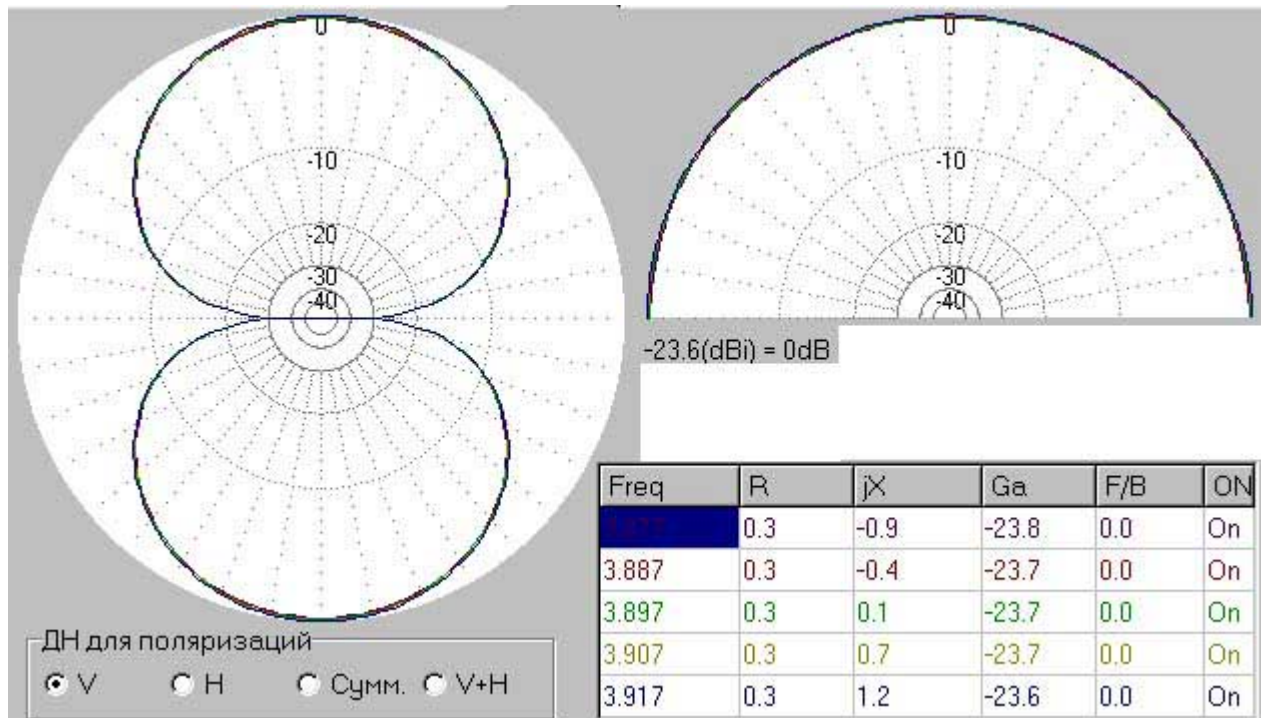 0
-10
-20
-30
-40
0
-10
-20
-30
-40
-23.6(dBi) = 0dB
Freq R jX Ga F/B ON
3.877 0.3 -0.9 -23.8 0.0 On
3.887 0.3 -0.4 -23.7 0.0 On
3.897 0.3 0.1 -23.7 0.0 On
3.907 0.3 0.7 -23.7 0.0 On
3.917 0.3 1.2 -23.6 0.0 On
ДН для поляризаций
V H Сумм. V+H